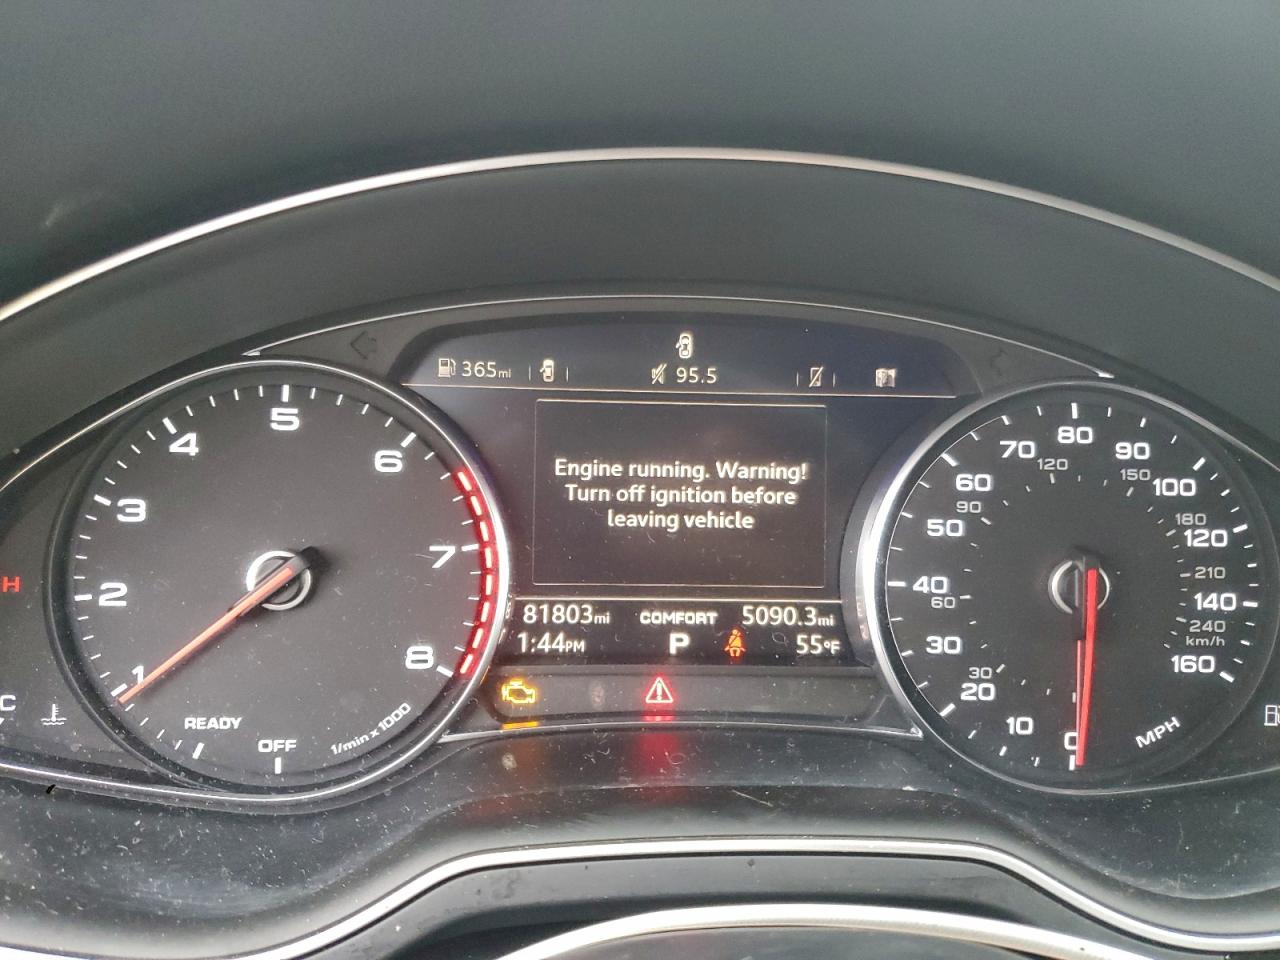 365mi
95.5
Engine running. Warning!
Turn off ignition before
leaving vehicle
81803mi COMFORT 5090.3mi
1:44PM P 55°F
1
2
3
4
5
6
7
8
READY
OFF
1/min x 1000
H
C
0
10
20
30
40
50
60
70
80
90
100
120
140
160
MPH
30
60
90
120
150
180
210
240
km/h